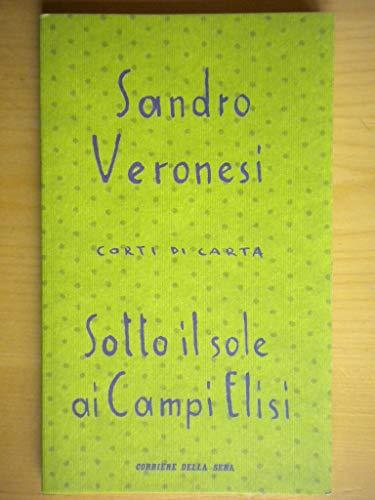 Sandro
Veronesi
CORTI DI CARTA
Sotto il sole
ai Campi Elisi
CORRIERE DELLA SERA